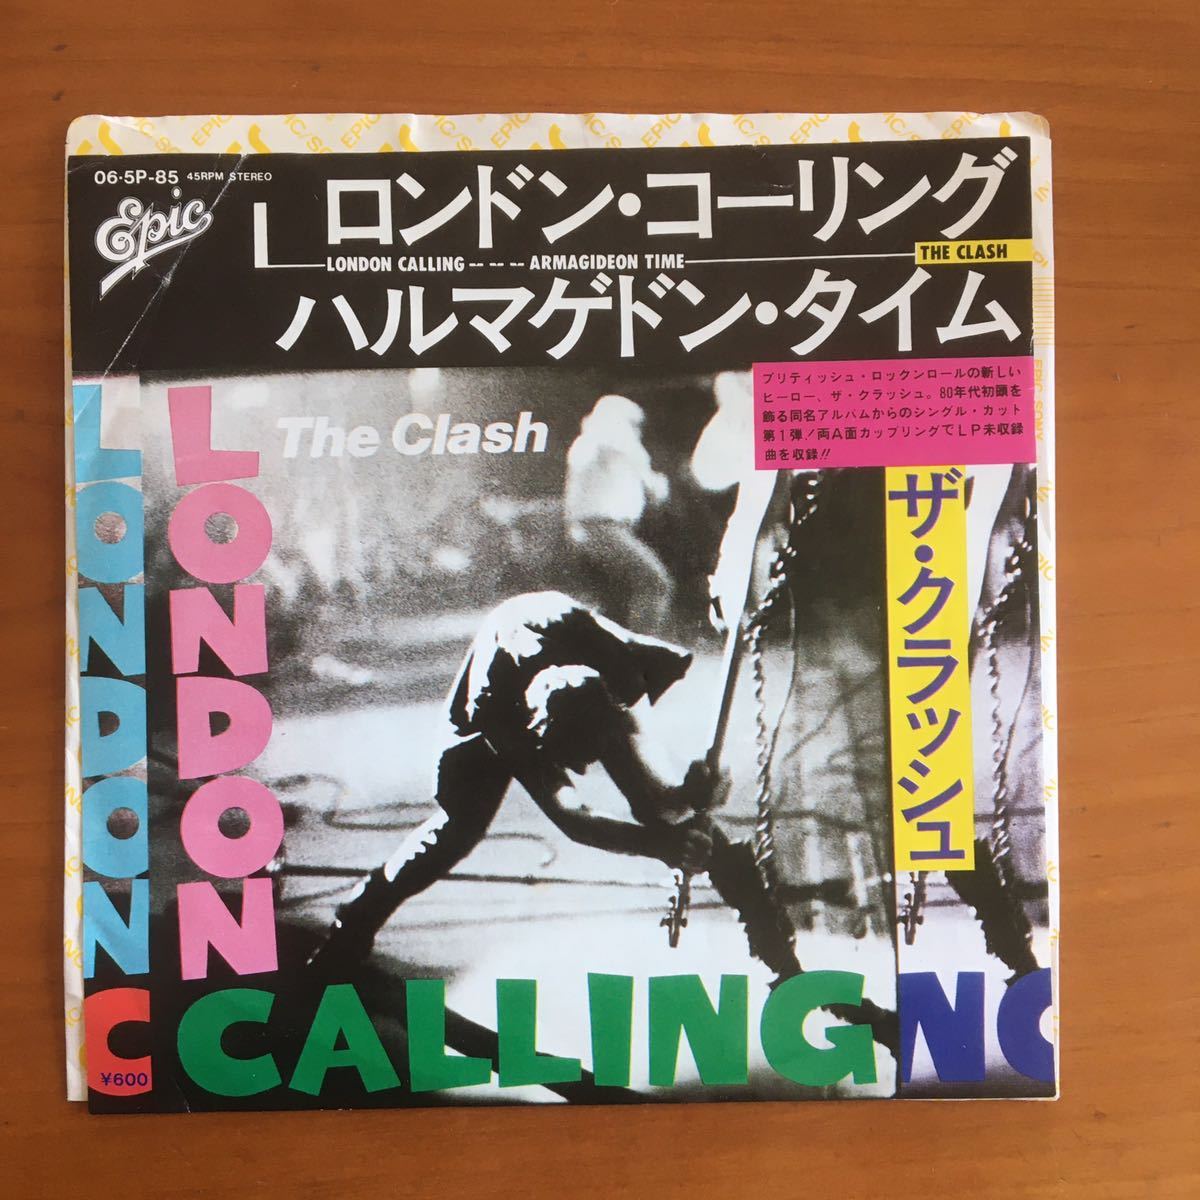 06·5P-85 45RPM STEREO
Epic
ロンドン・コーリング
LONDON CALLING -- -- -- ARMAGIDEON TIME
THE CLASH
ハルマゲドン・タイム
ブリティッシュ・ロックンロールの新しい
ヒーロー、ザ・クラッシュ。80年代初頭を
飾る同名アルバムからのシングル・カット
第1弾！両A面カップリングでLP未収録
曲を収録!!
The Clash
LONDON
LONDON
ザ・クラッシュ
C
CALLING
NG
¥600
EPIC
EPIC
EPIC SONY